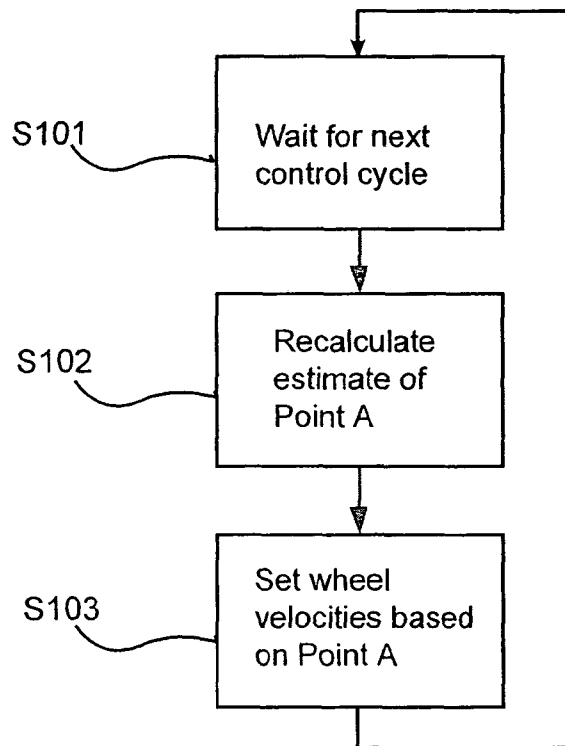 S101
Wait for next
control cycle
S102
Recalculate
estimate of
Point A
S103
Set wheel
velocities based
on Point A